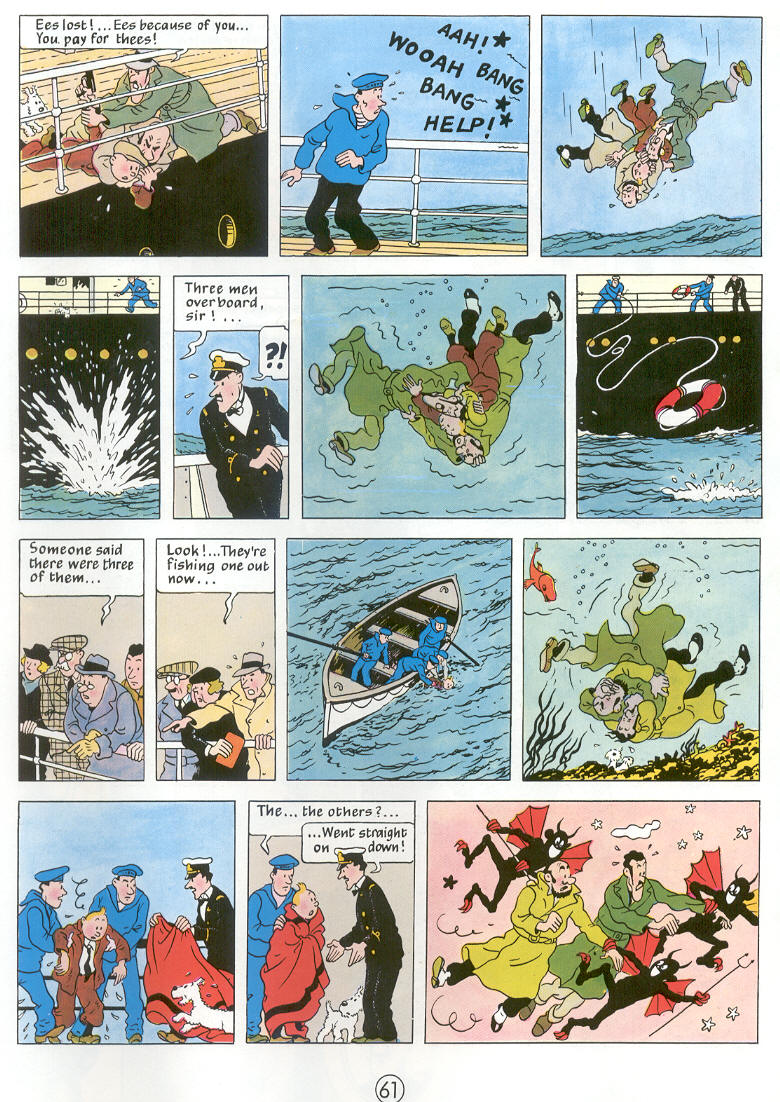 Ees lost!...Ees because of you...
You pay for thees!
AAH!
WOOAH BANG
BANG
HELP!
Three men
overboard,
sir!...
?!
Someone said
there were three
of them...
Look!...They're
fishing one out
now...
The... the others?...
...Went straight
on down!
61